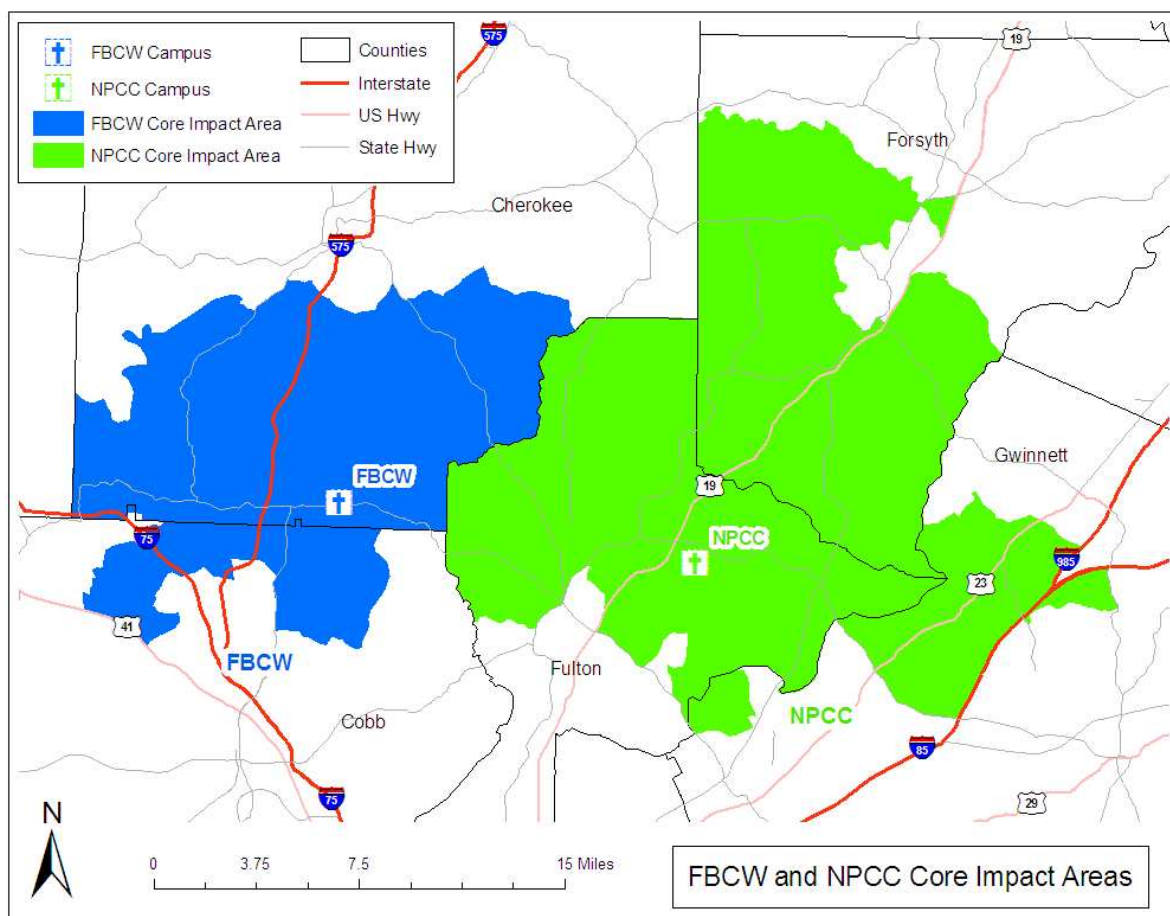 FBCW Campus
NPCC Campus
FBCW Core Impact Area
NPCC Core Impact Area
Counties
Interstate
US Hwy
State Hwy
575
19
Forsyth
Cherokee
575
Gwinnett
FBCW
19
NPCC
75
985
23
41
FBCW
Fulton
NPCC
Cobb
85
75
29
N
0 3.75 7.5 15 Miles
FBCW and NPCC Core Impact Areas